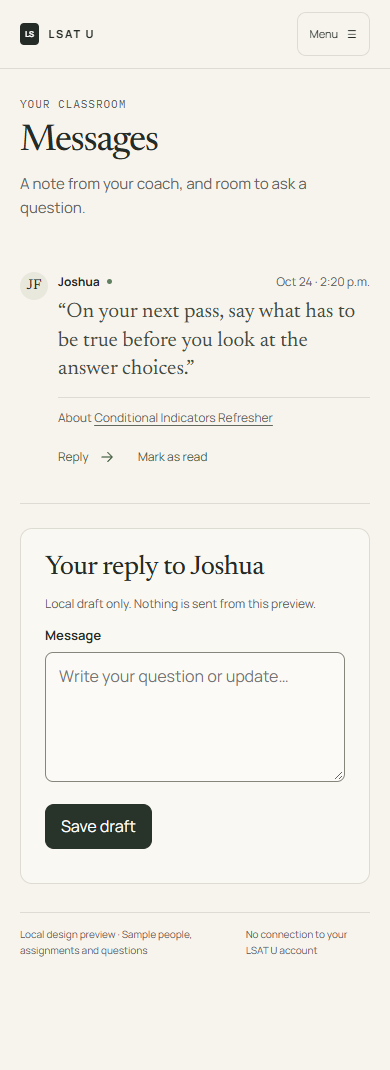 LS LSAT U
Menu ☰
YOUR CLASSROOM
Messages
A note from your coach, and room to ask a
question.
JF Joshua Oct 24 · 2:20 p.m.
“On your next pass, say what has to
be true before you look at the
answer choices.”
About Conditional Indicators Refresher
Reply → Mark as read
Your reply to Joshua
Local draft only. Nothing is sent from this preview.
Message
Write your question or update…
Save draft
Local design preview · Sample people,
assignments and questions
No connection to your
LSAT U account